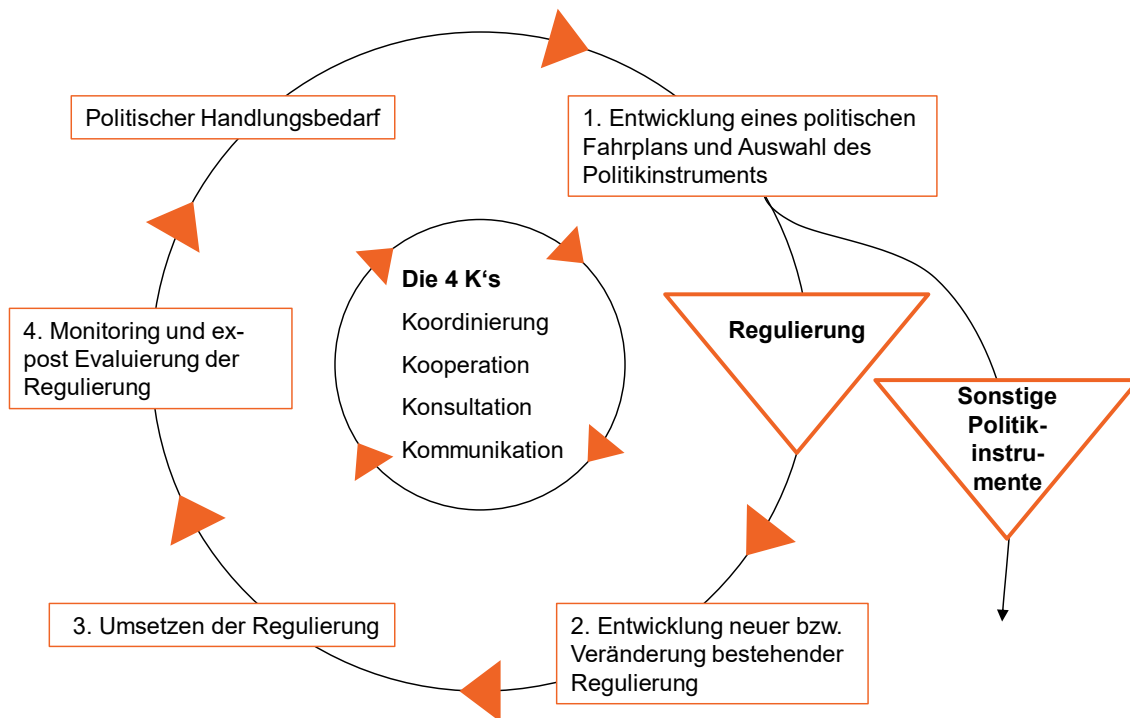 Politischer Handlungsbedarf
1. Entwicklung eines politischen
Fahrplans und Auswahl des
Politikinstruments
Die 4 K‘s
Koordinierung
Kooperation
Konsultation
Kommunikation
Regulierung
Sonstige
Politik-
instru-
mente
4. Monitoring und ex-
post Evaluierung der
Regulierung
3. Umsetzen der Regulierung
2. Entwicklung neuer bzw.
Veränderung bestehender
Regulierung